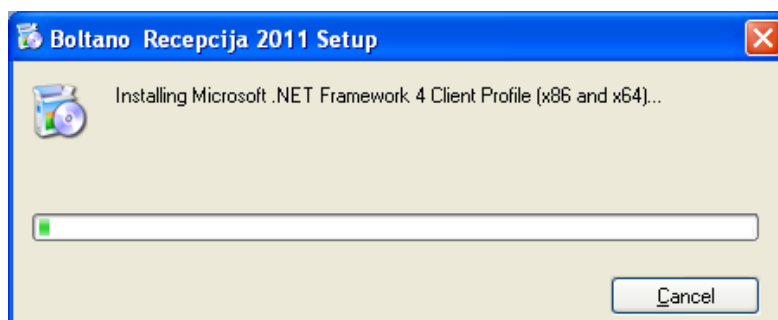 Boltano Recepcija 2011 Setup
Installing Microsoft .NET Framework 4 Client Profile (x86 and x64)...
Cancel